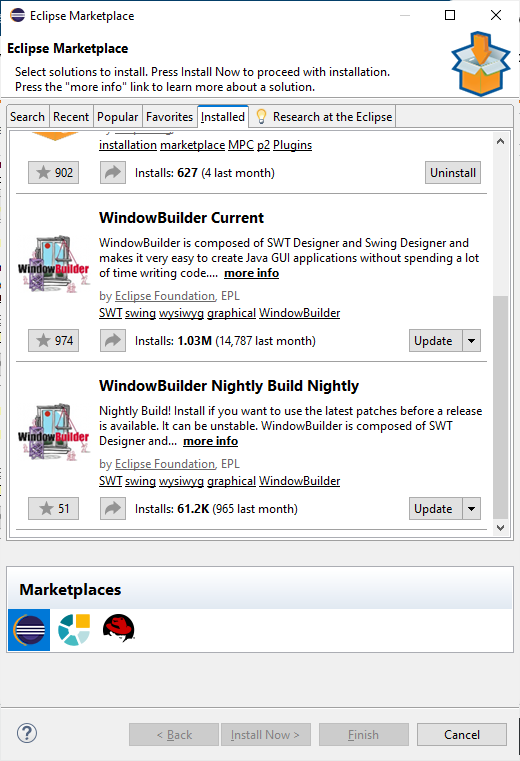 Eclipse Marketplace
Eclipse Marketplace
Select solutions to install. Press Install Now to proceed with installation.
Press the "more info" link to learn more about a solution.
Search Recent Popular Favorites Installed Research at the Eclipse
installation marketplace MPC p2 Plugins
902 Installs: 627 (4 last month) Uninstall
WindowBuilder Current
WindowBuilder is composed of SWT Designer and Swing Designer and
makes it very easy to create Java GUI applications without spending a lot
of time writing code.... more info
WindowBuilder
by Eclipse Foundation, EPL
SWT swing wysiwyg graphical WindowBuilder
974 Installs: 1.03M (14,787 last month) Update
WindowBuilder Nightly Build Nightly
Nightly Build! Install if you want to use the latest patches before a release
is available. It can be unstable. WindowBuilder is composed of SWT
Designer and... more info
WindowBuilder
by Eclipse Foundation, EPL
SWT swing wysiwyg graphical WindowBuilder
51 Installs: 61.2K (965 last month) Update
Marketplaces
? < Back Install Now > Finish Cancel